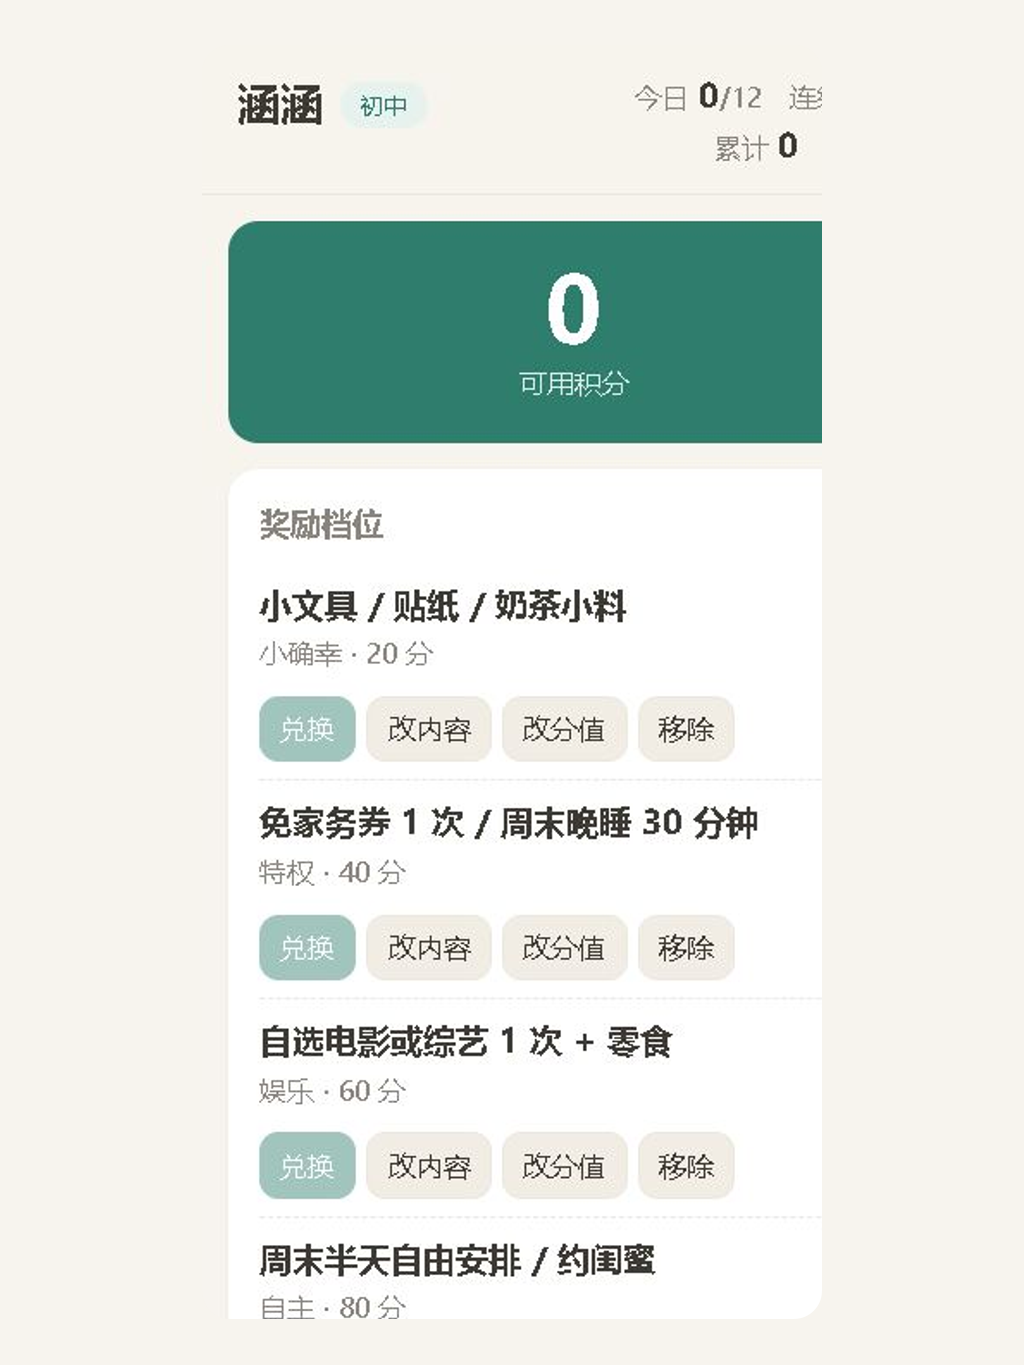 涵涵 初中 今日 0/12 连
累计 0
0
可用积分
奖励档位
小文具 / 贴纸 / 奶茶小料
小确幸 · 20 分
兑换 改内容 改分值 移除
免家务券 1 次 / 周末晚睡 30 分钟
特权 · 40 分
兑换 改内容 改分值 移除
自选电影或综艺 1 次 + 零食
娱乐 · 60 分
兑换 改内容 改分值 移除
周末半天自由安排 / 约闺蜜
自主 · 80 分